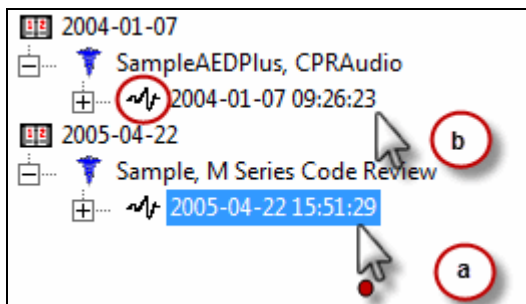 2004-01-07
SampleAEDPlus, CPRAudio
2004-01-07 09:26:23
b
2005-04-22
Sample, M Series Code Review
2005-04-22 15:51:29
a